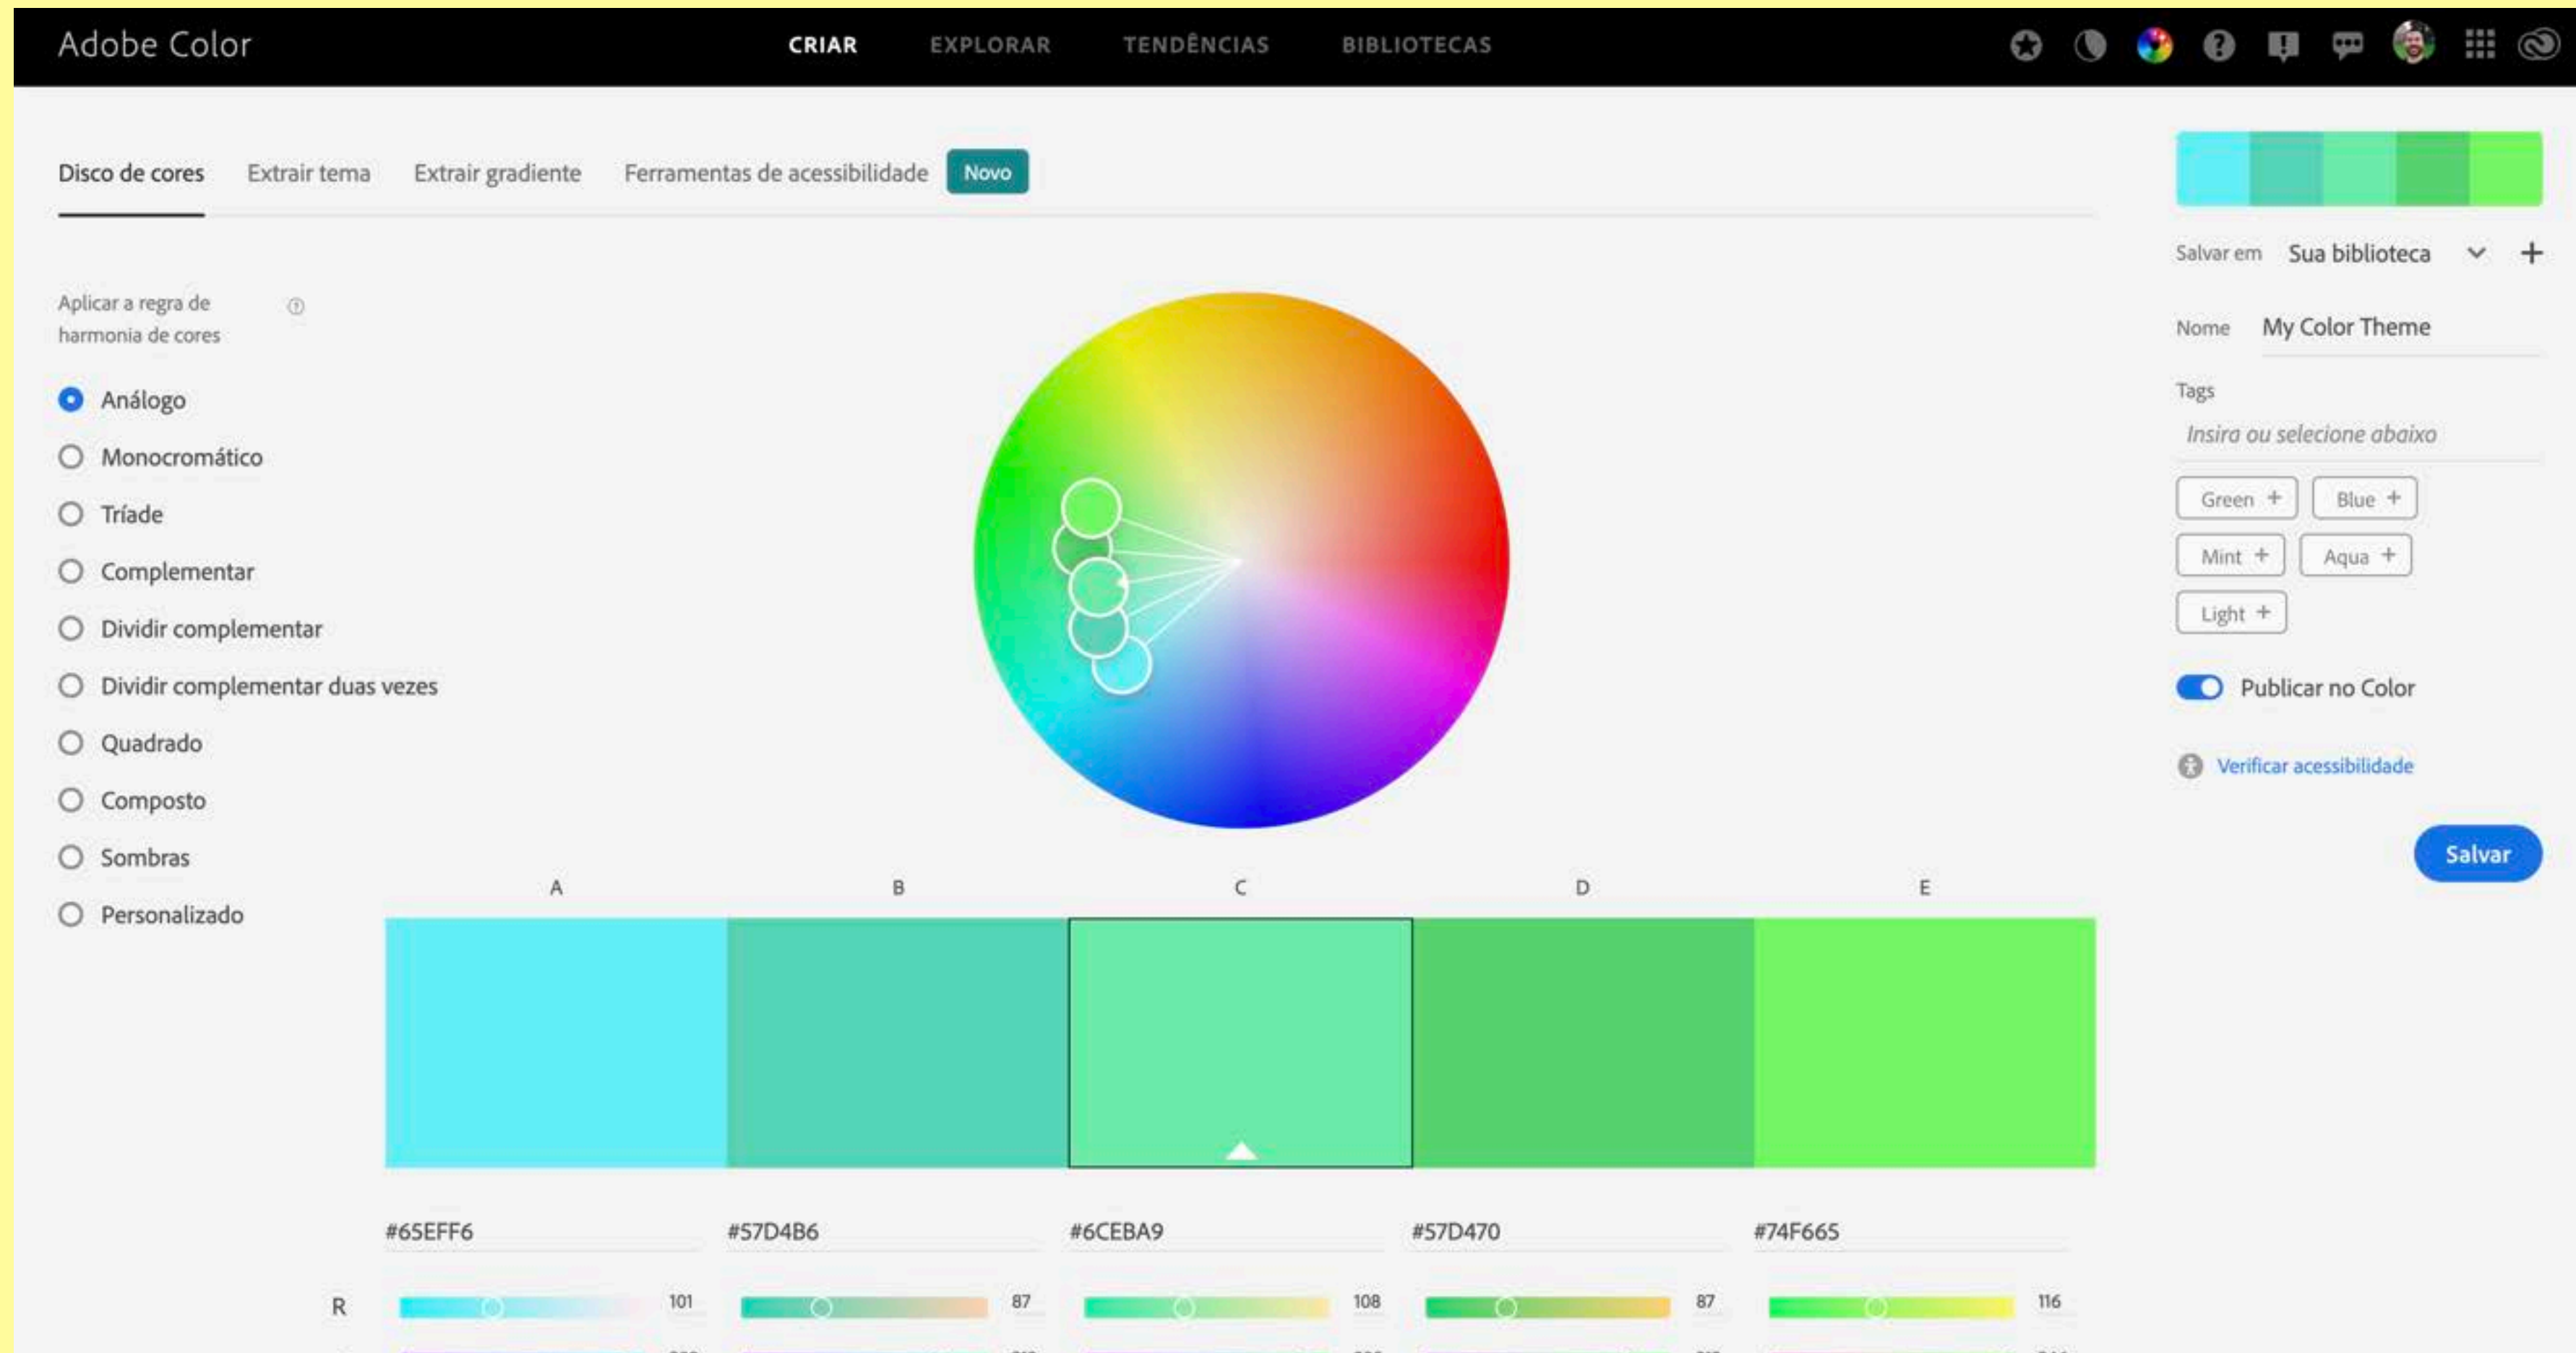 Adobe Color
CRIAR EXPLORAR TENDÊNCIAS BIBLIOTECAS
Disco de cores Extrair tema Extrair gradiente Ferramentas de acessibilidade Novo
Salvar em Sua biblioteca
Aplicar a regra de
harmonia de cores
Nome My Color Theme
Análogo
Monocromático
Tríade
Complementar
Dividir complementar
Dividir complementar duas vezes
Quadrado
Composto
Sombras
Personalizado
Tags
Insira ou selecione abaixo
Green + Blue +
Mint + Aqua +
Light +
Publicar no Color
Verificar acessibilidade
Salvar
A B C D E
#65EFF6 #57D4B6 #6CEBA9 #57D470 #74F665
R 101 87 108 87 116